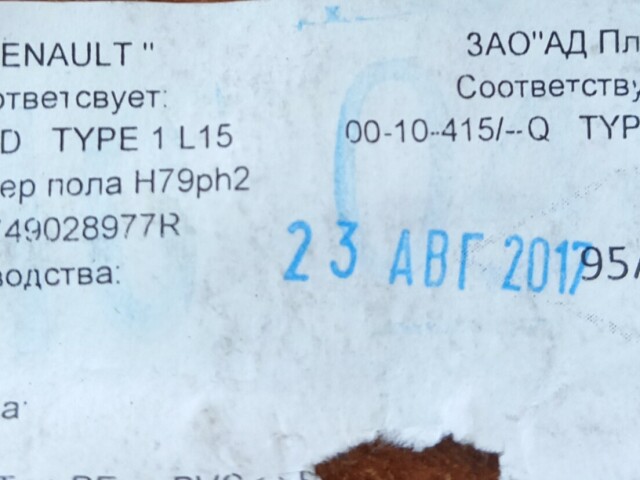 ENAULT "
ответсвует:
D TYPE 1 L15
ер пола H79ph2
749028977R
водства:
ЗАО"АД Пл
Соответству
00-10-415/--Q TYP
23 АВГ 2017
95
а: